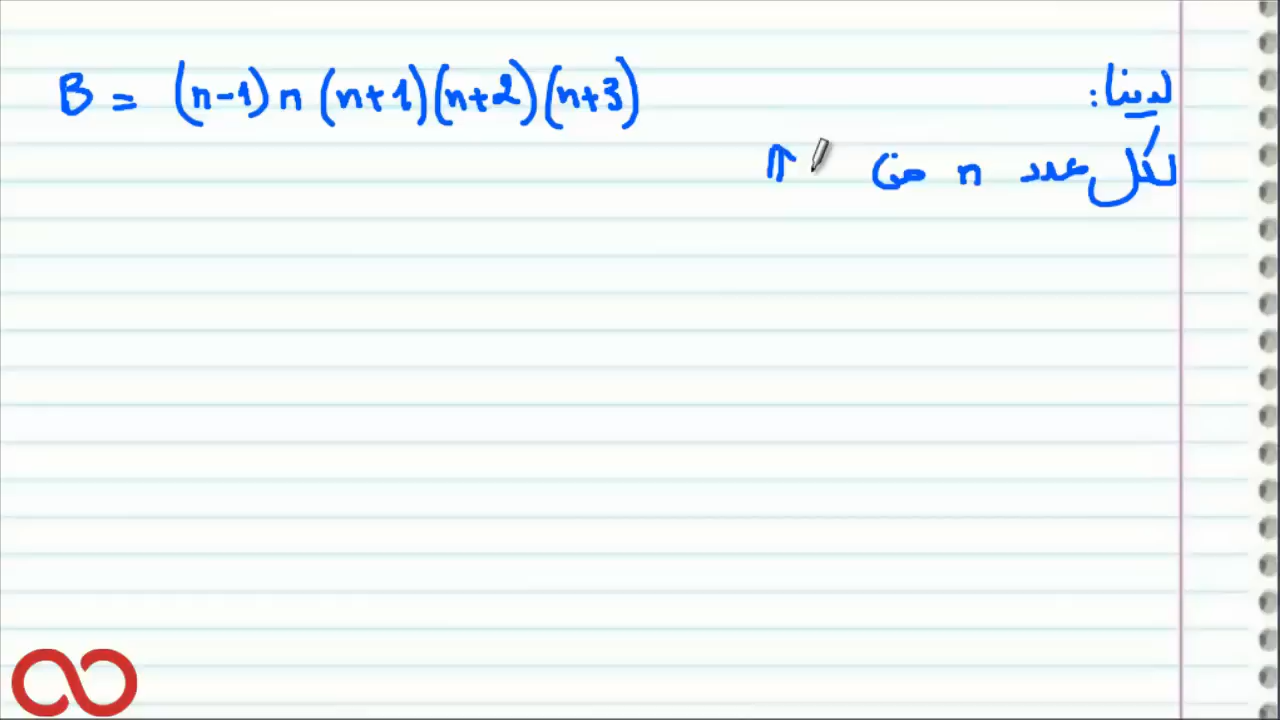 لدينا: B = (n-1) n (n+1)(n+2)(n+3)
لكل عدد n من